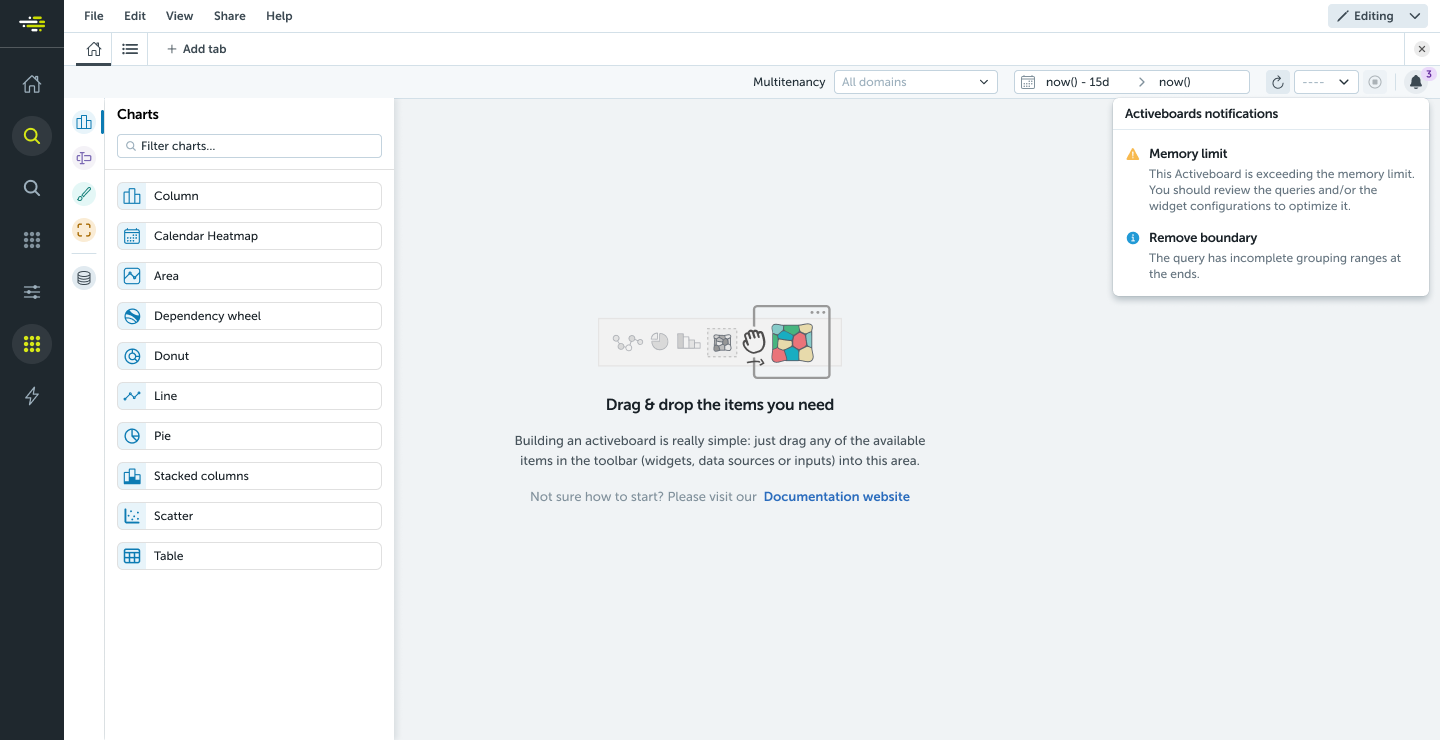 File Edit View Share Help
Editing
+ Add tab
Multitenancy All domains now() - 15d > now() ---- 3
Charts
Filter charts...
Column
Calendar Heatmap
Area
Dependency wheel
Donut
Line
Pie
Stacked columns
Scatter
Table
Activeboards notifications
Memory limit
This Activeboard is exceeding the memory limit.
You should review the queries and/or the
widget configurations to optimize it.
Remove boundary
The query has incomplete grouping ranges at
the ends.
Drag & drop the items you need
Building an activeboard is really simple: just drag any of the available
items in the toolbar (widgets, data sources or inputs) into this area.
Not sure how to start? Please visit our Documentation website